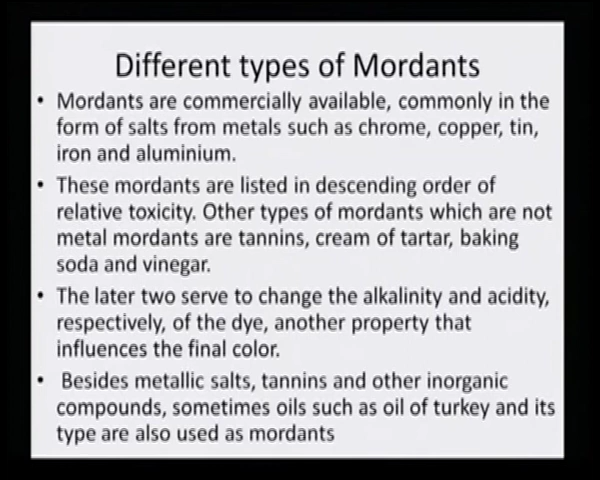 Different types of Mordants
• Mordants are commercially available, commonly in the
form of salts from metals such as chrome, copper, tin,
iron and aluminium.
• These mordants are listed in descending order of
relative toxicity. Other types of mordants which are not
metal mordants are tannins, cream of tartar, baking
soda and vinegar.
• The later two serve to change the alkalinity and acidity,
respectively, of the dye, another property that
influences the final color.
• Besides metallic salts, tannins and other inorganic
compounds, sometimes oils such as oil of turkey and its
type are also used as mordants